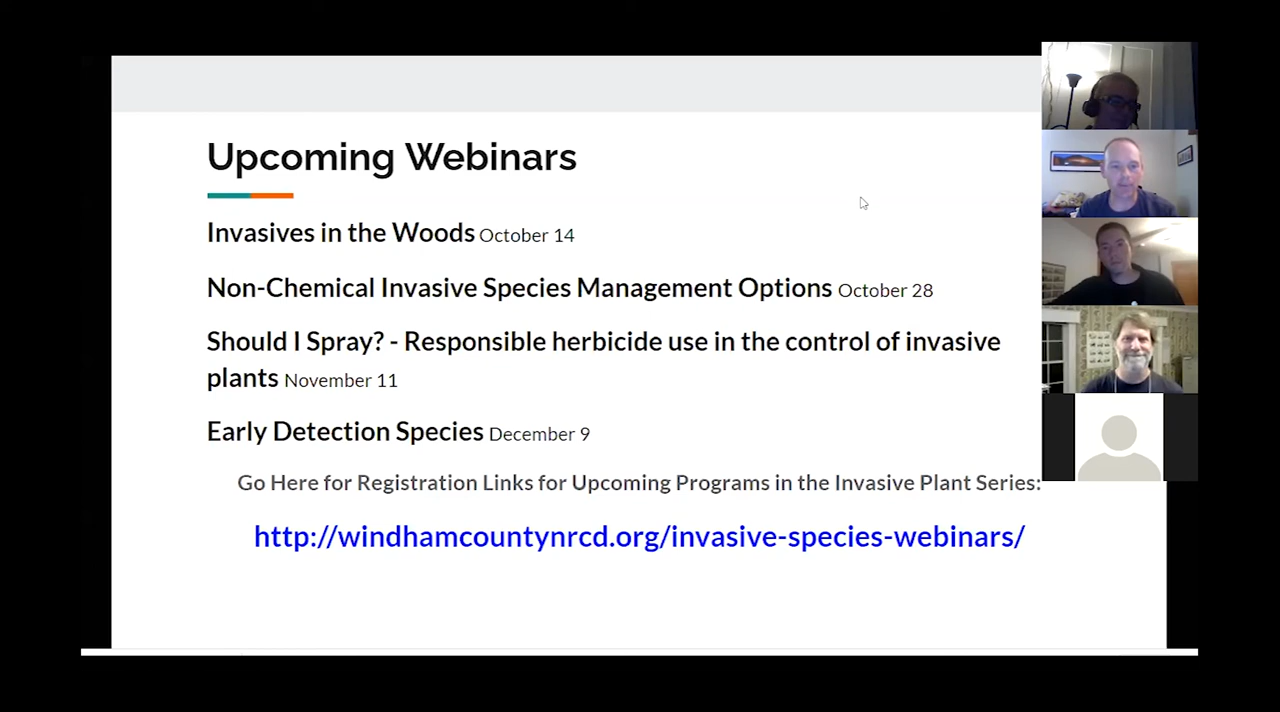 Upcoming Webinars
Invasives in the Woods October 14
Non-Chemical Invasive Species Management Options October 28
Should I Spray? - Responsible herbicide use in the control of invasive
plants November 11
Early Detection Species December 9
Go Here for Registration Links for Upcoming Programs in the Invasive Plant Series:
http://windhamcountynrcd.org/invasive-species-webinars/